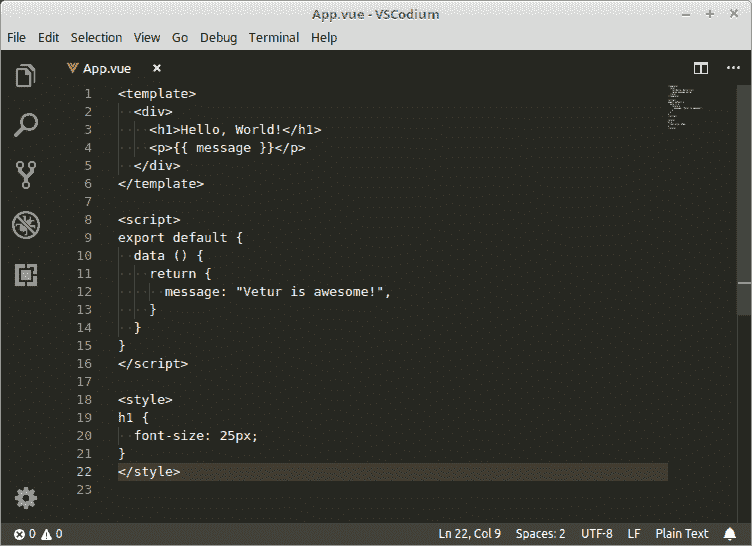 App.vue - VSCodium
File Edit Selection View Go Debug Terminal Help
App.vue
1 <template>
2   <div>
3     <h1>Hello, World!</h1>
4     <p>{{ message }}</p>
5   </div>
6 </template>
7
8 <script>
9 export default {
10   data () {
11     return {
12       message: "Vetur is awesome!",
13     }
14   }
15 }
16 </script>
17
18 <style>
19 h1 {
20   font-size: 25px;
21 }
22 </style>
23
0 0 Ln 22, Col 9 Spaces: 2 UTF-8 LF Plain Text